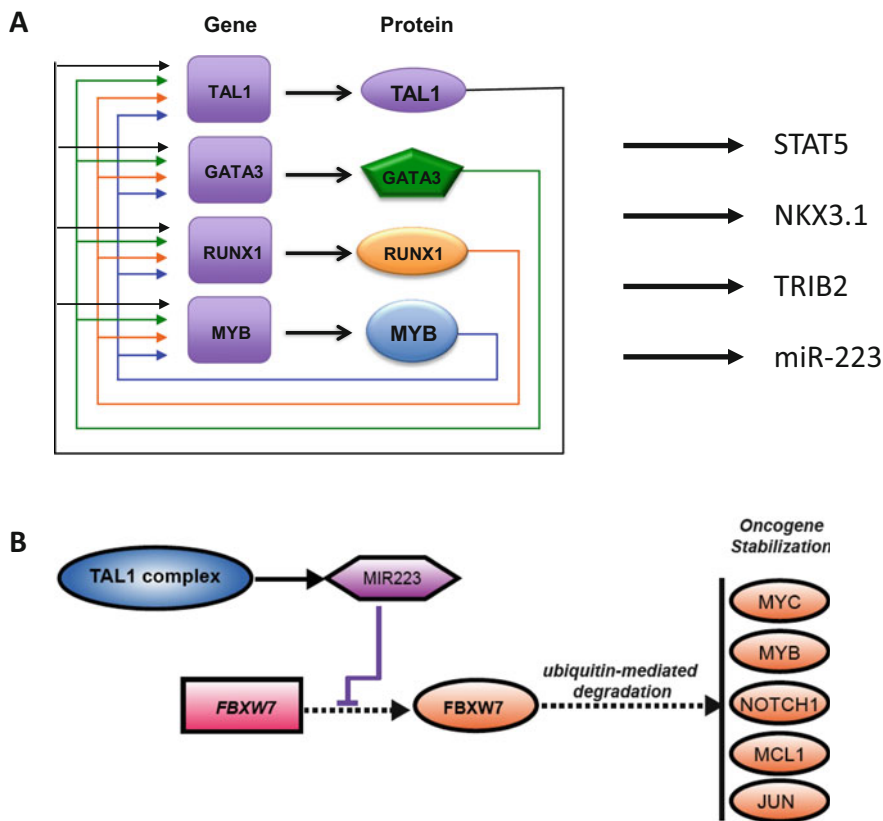 A
Gene
Protein
TAL1
TAL1
GATA3
GATA3
RUNX1
RUNX1
MYB
MYB
STAT5
NKX3.1
TRIB2
miR-223
B
TAL1 complex
MIR223
FBXW7
FBXW7
ubiquitin-mediated
degradation
Oncogene
Stabilization
MYC
MYB
NOTCH1
MCL1
JUN